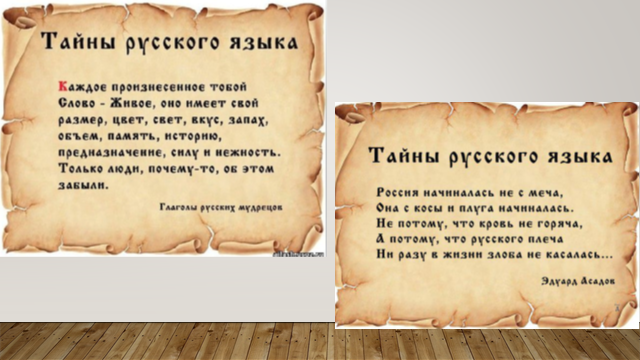 Тайны русского языка
Каждое произнесенное тобой
Слово - Живое, оно имеет свой
размер, цвет, свет, вкус, запах,
объем, память, историю,
предназначение, силу и нежность.
Только люди, почему-то, об этом
забыли.
Глаголы русских мудрецов
Тайны русского языка
Россия начиналась не с меча,
Она с косы и плуга начиналась.
Не потому, что кровь не горяча,
А потому, что русского плеча
Ни разу в жизни злоба не касалась...
Эдуард Асадов